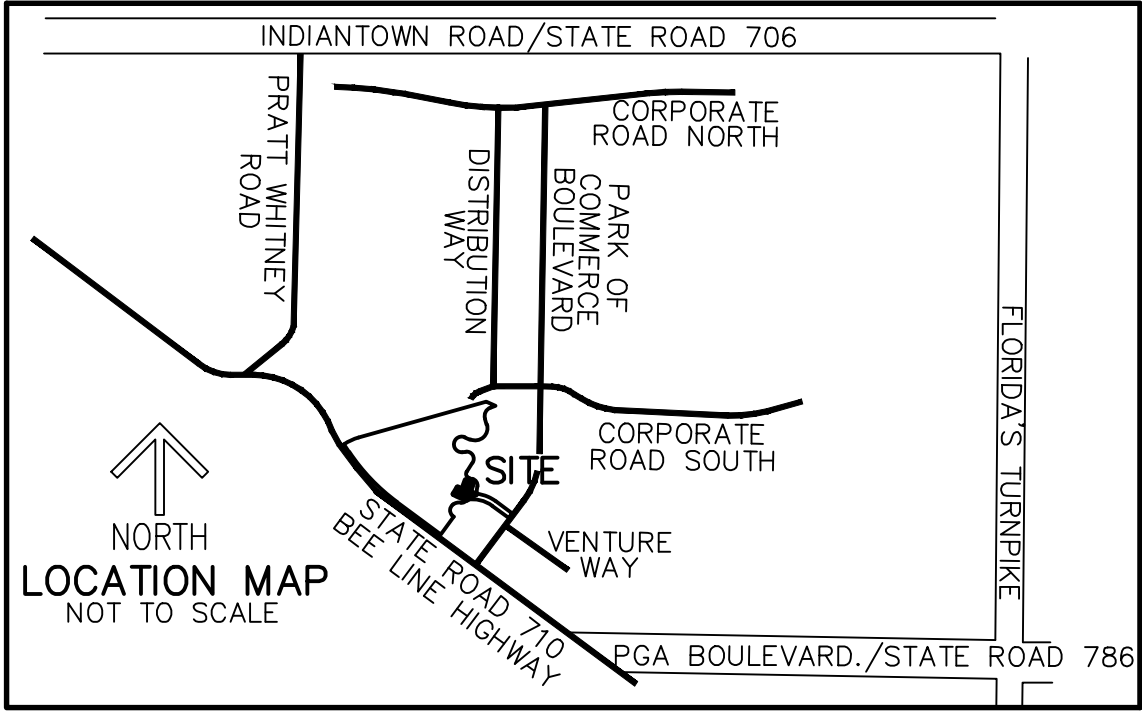 INDIANTOWN ROAD/STATE ROAD 706
PRATT WHITNEY
ROAD
CORPORATE
ROAD NORTH
DISTRIBUTION
WAY
PARK OF
COMMERCE
BOULEVARD
FLORIDA'S TURNPIKE
CORPORATE
ROAD SOUTH
SITE
NORTH
LOCATION MAP
NOT TO SCALE
STATE ROAD 710
BEE LINE HIGHWAY
VENTURE
WAY
PGA BOULEVARD./STATE ROAD 786